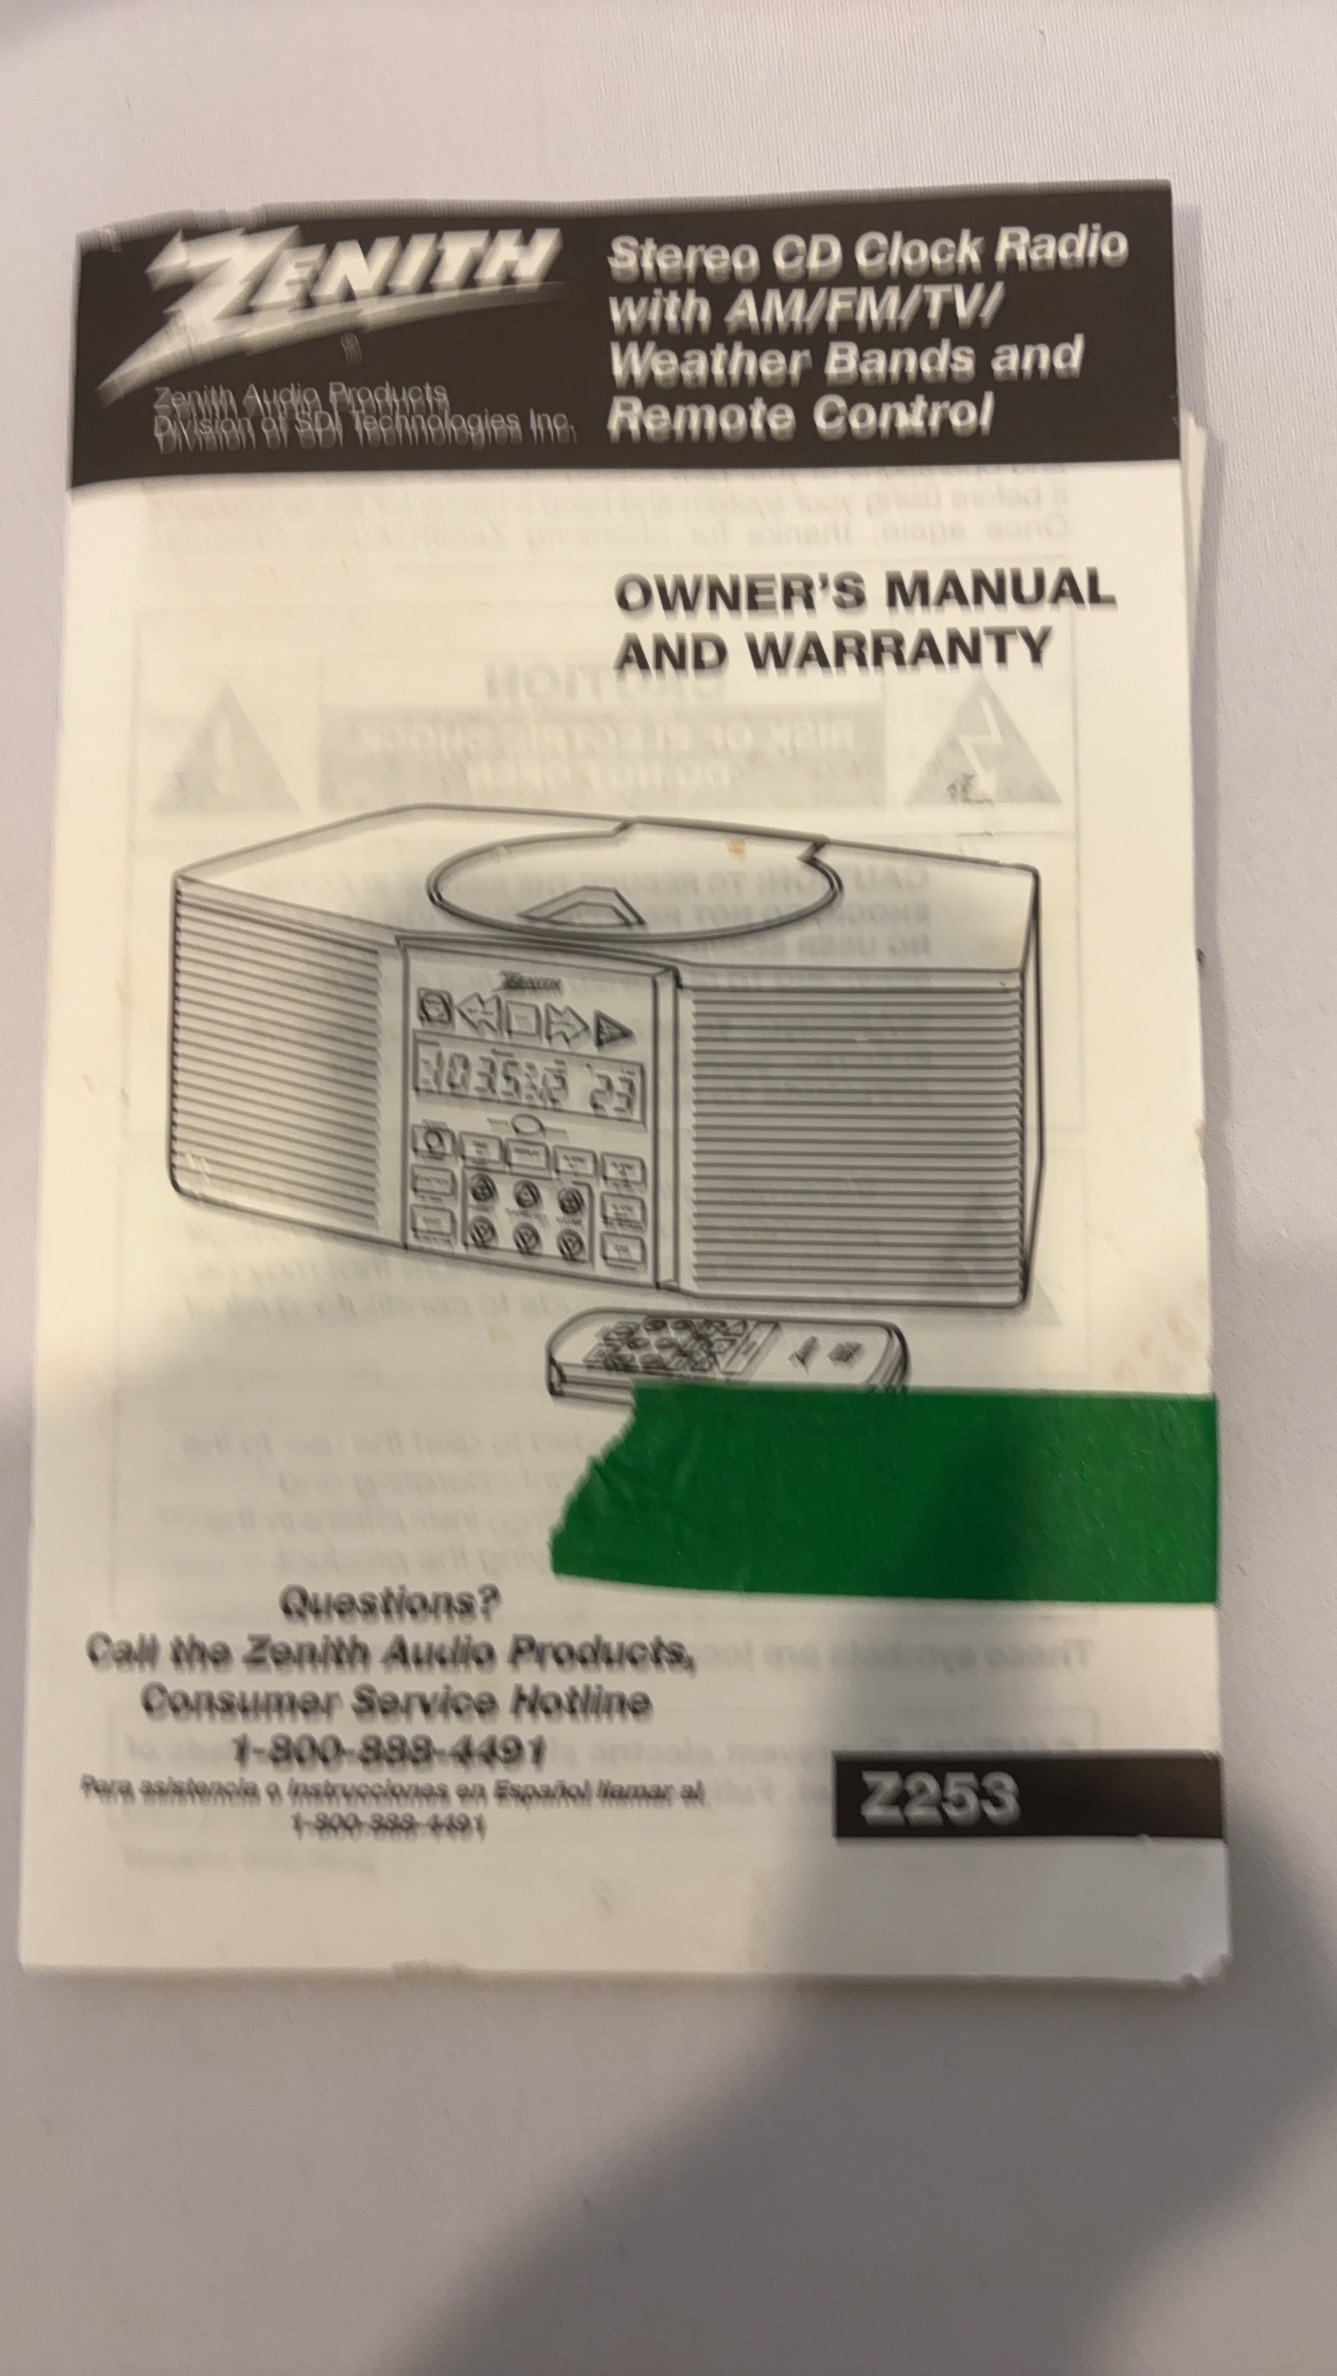 ZENITH
®
Zenith Audio Products
Division of SDI Technologies Inc.
Stereo CD Clock Radio
with AM/FM/TV/
Weather Bands and
Remote Control
OWNER'S MANUAL
AND WARRANTY
ZENITH
Questions?
Call the Zenith Audio Products,
Consumer Service Hotline
1-800-888-4491
Para asistencia o instrucciones en Español llamar al
1-800-888-4491
Z253